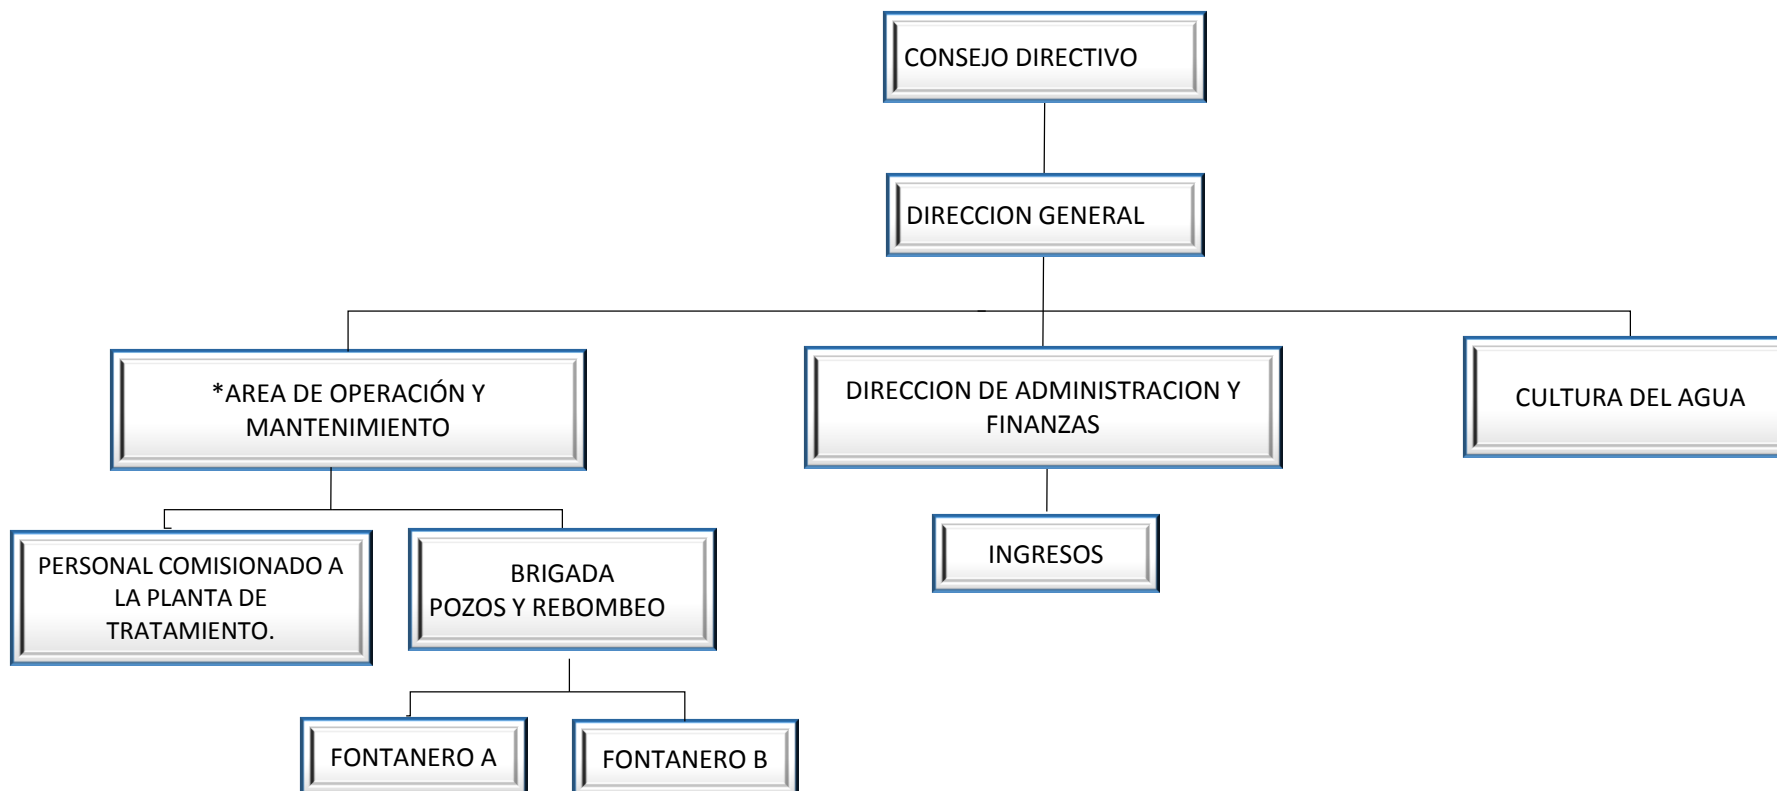 CONSEJO DIRECTIVO
DIRECCION GENERAL
*AREA DE OPERACIÓN Y
MANTENIMIENTO
DIRECCION DE ADMINISTRACION Y
FINANZAS
CULTURA DEL AGUA
PERSONAL COMISIONADO A
LA PLANTA DE
TRATAMIENTO.
BRIGADA
POZOS Y REBOMBEO
INGRESOS
FONTANERO A
FONTANERO B